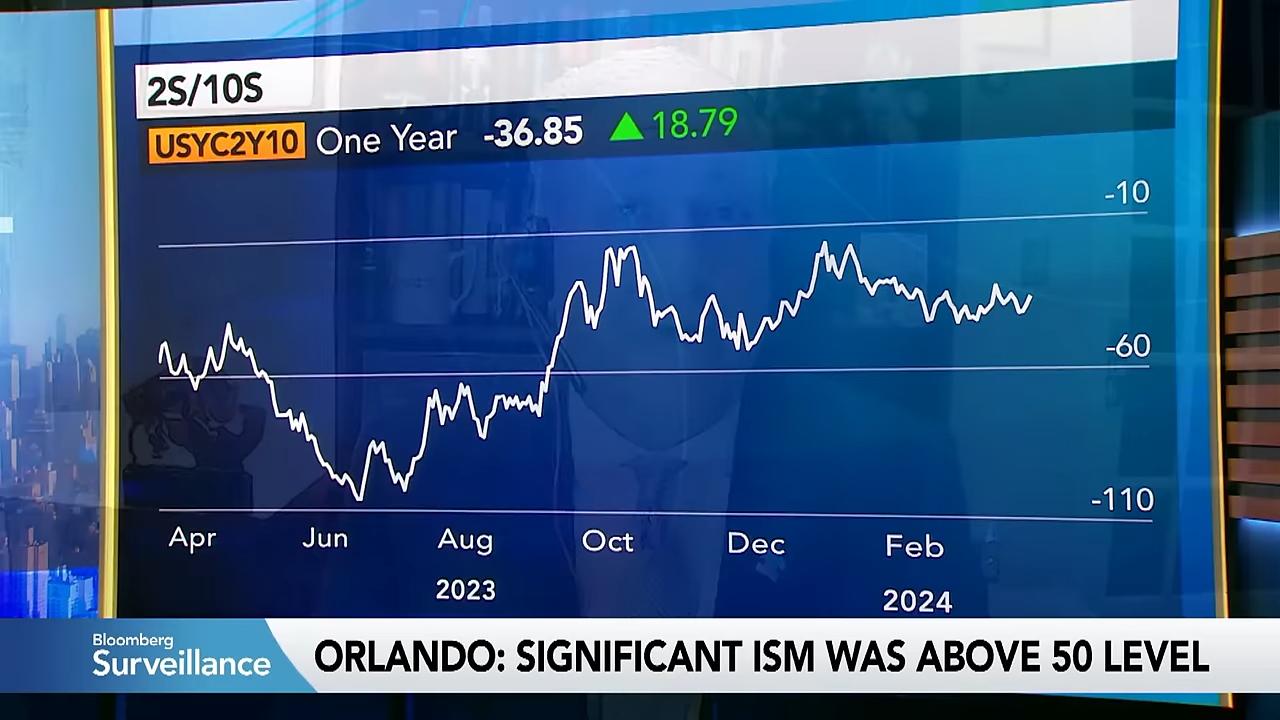 2S/10S
USYC2Y10 One Year -36.85 ▲ 18.79
-10
-60
-110
Apr Jun Aug Oct Dec Feb
2023 2024
Bloomberg
Surveillance
ORLANDO: SIGNIFICANT ISM WAS ABOVE 50 LEVEL